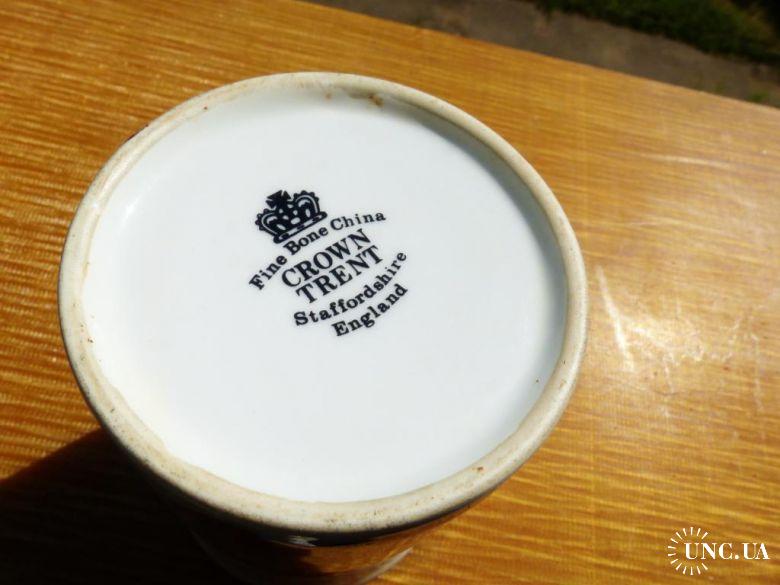 Fine Bone China
CROWN
TRENT
Staffordshire
England
UNC.UA